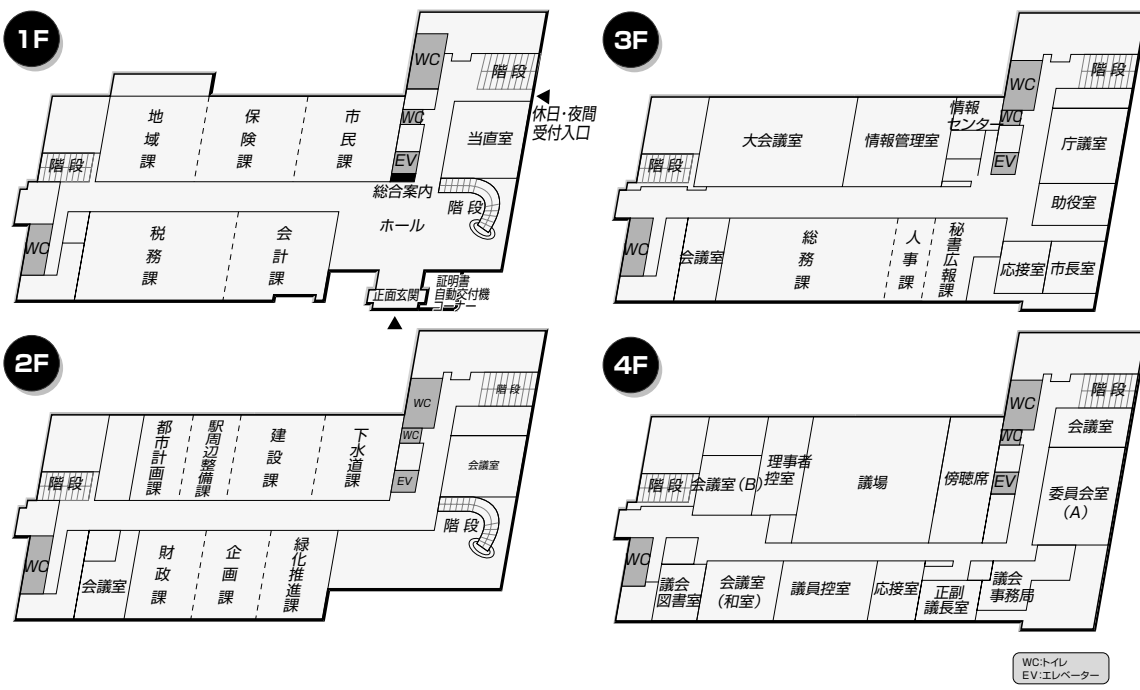 1F
WC
階段
地域課
保険課
市民課
WC
EV
当直室
休日・夜間
受付入口
階段
総合案内
階段
ホール
WC
税務課
会計課
正面玄関
証明書
自動交付機
コーナー
2F
WC
階段
都市計画課
駅周辺整備課
建設課
下水道課
WC
EV
会議室
階段
階段
WC
会議室
財政課
企画課
緑化推進課
3F
WC
階段
大会議室
情報管理室
情報
センター
WC
EV
庁議室
階段
助役室
WC
会議室
総務課
人事課
秘書広報課
応接室
市長室
4F
WC
階段
会議室
WC
EV
階段
会議室（B）
理事者
控室
議場
傍聴席
委員会室
（A）
WC
議会
図書室
会議室
（和室）
議員控室
応接室
正副
議長室
議会
事務局
WC:トイレ
EV:エレベーター